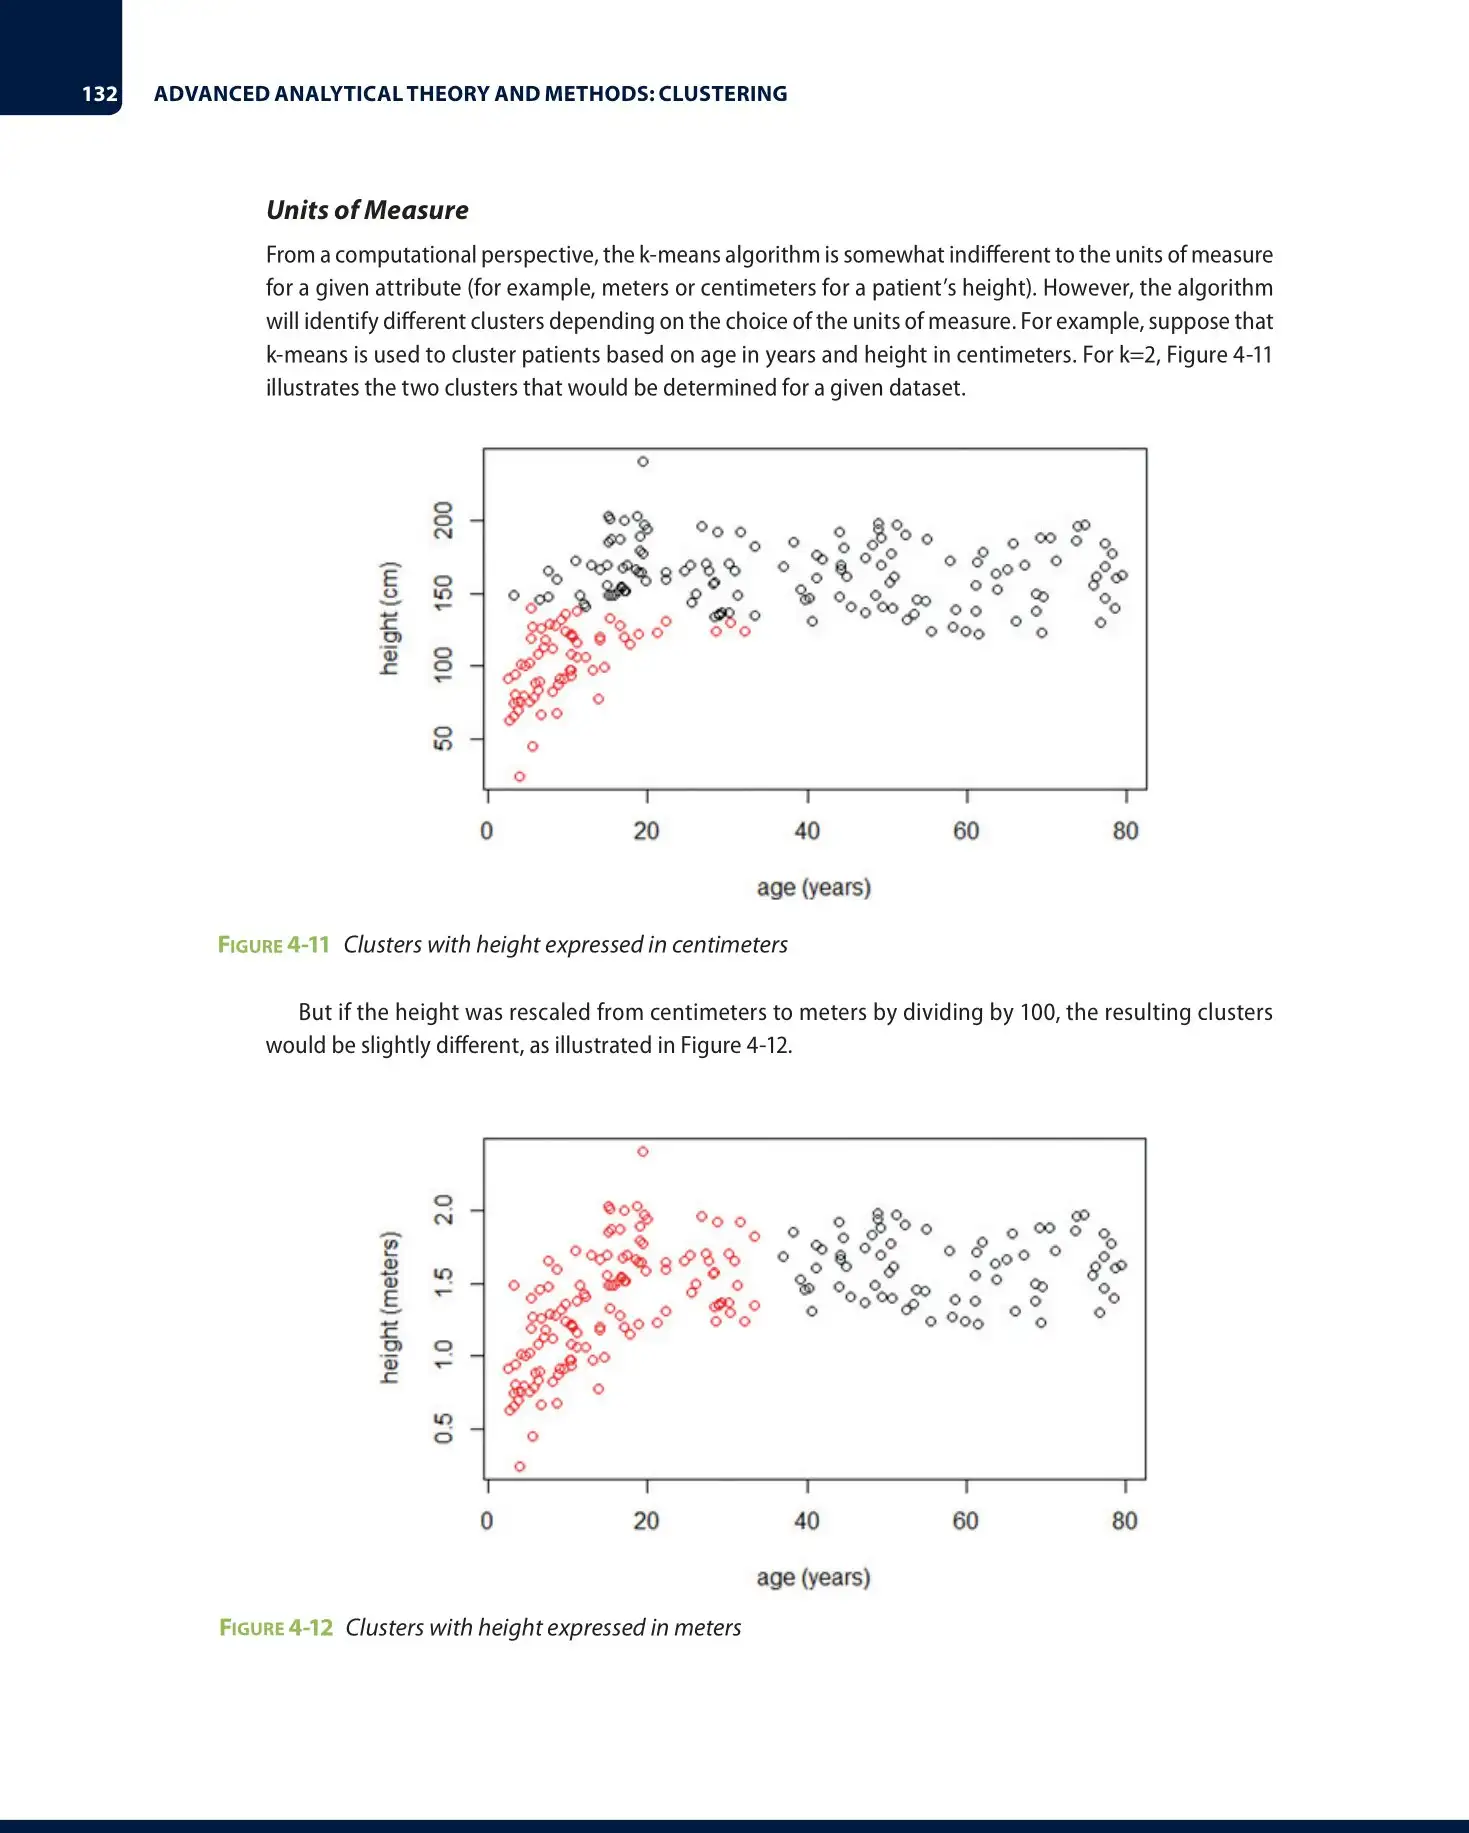 132 ADVANCED ANALYTICAL THEORY AND METHODS: CLUSTERING
Units of Measure
From a computational perspective, the k-means algorithm is somewhat indifferent to the units of measure
for a given attribute (for example, meters or centimeters for a patient’s height). However, the algorithm
will identify different clusters depending on the choice of the units of measure. For example, suppose that
k-means is used to cluster patients based on age in years and height in centimeters. For k=2, Figure 4-11
illustrates the two clusters that would be determined for a given dataset.
height (cm)
200
150
100
50
0 20 40 60 80
age (years)
FIGURE 4-11 Clusters with height expressed in centimeters
But if the height was rescaled from centimeters to meters by dividing by 100, the resulting clusters
would be slightly different, as illustrated in Figure 4-12.
height (meters)
2.0
1.5
1.0
0.5
0 20 40 60 80
age (years)
FIGURE 4-12 Clusters with height expressed in meters